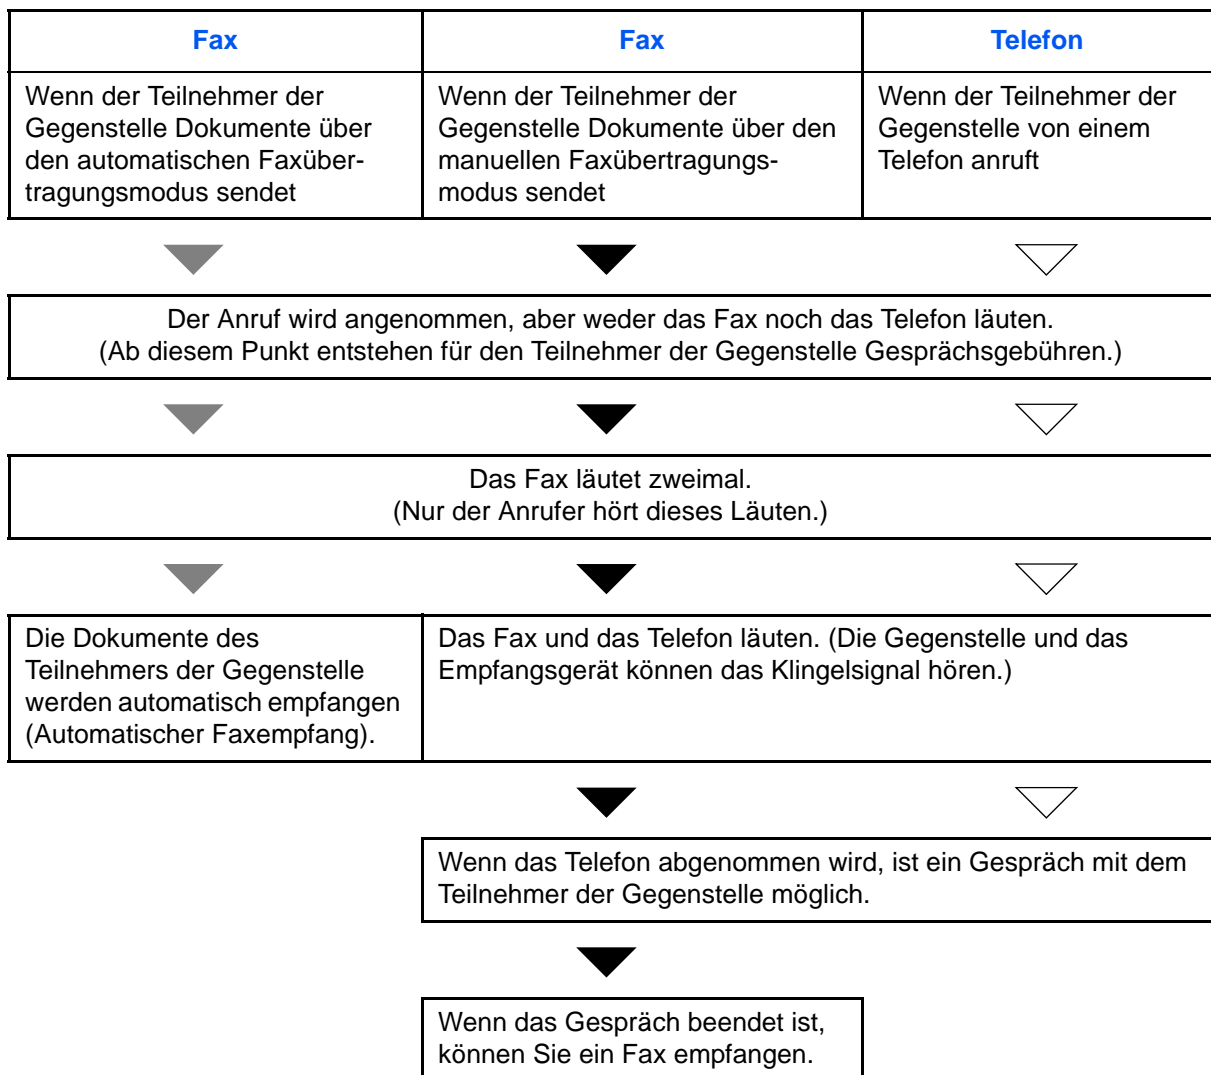 Fax
Fax
Telefon
Wenn der Teilnehmer der
Gegenstelle Dokumente über
den automatischen Faxüber-
tragungsmodus sendet
Wenn der Teilnehmer der
Gegenstelle Dokumente über den
manuellen Faxübertragungs-
modus sendet
Wenn der Teilnehmer der
Gegenstelle von einem
Telefon anruft
Der Anruf wird angenommen, aber weder das Fax noch das Telefon läuten.
(Ab diesem Punkt entstehen für den Teilnehmer der Gegenstelle Gesprächsgebühren.)
Das Fax läutet zweimal.
(Nur der Anrufer hört dieses Läuten.)
Die Dokumente des
Teilnehmers der Gegenstelle
werden automatisch empfangen
(Automatischer Faxempfang).
Das Fax und das Telefon läuten. (Die Gegenstelle und das
Empfangsgerät können das Klingelsignal hören.)
Wenn das Telefon abgenommen wird, ist ein Gespräch mit dem
Teilnehmer der Gegenstelle möglich.
Wenn das Gespräch beendet ist,
können Sie ein Fax empfangen.